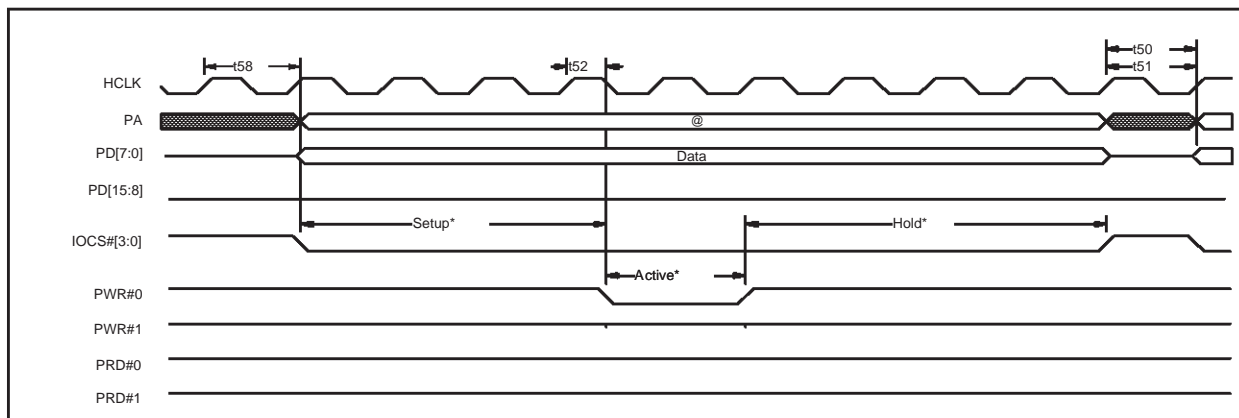 t50
t58
t52
t51
HCLK
PA
@
PD[7:0]
Data
PD[15:8]
Setup*
Hold*
IOCS#[3:0]
Active*
PWR#0
PWR#1
PRD#0
PRD#1